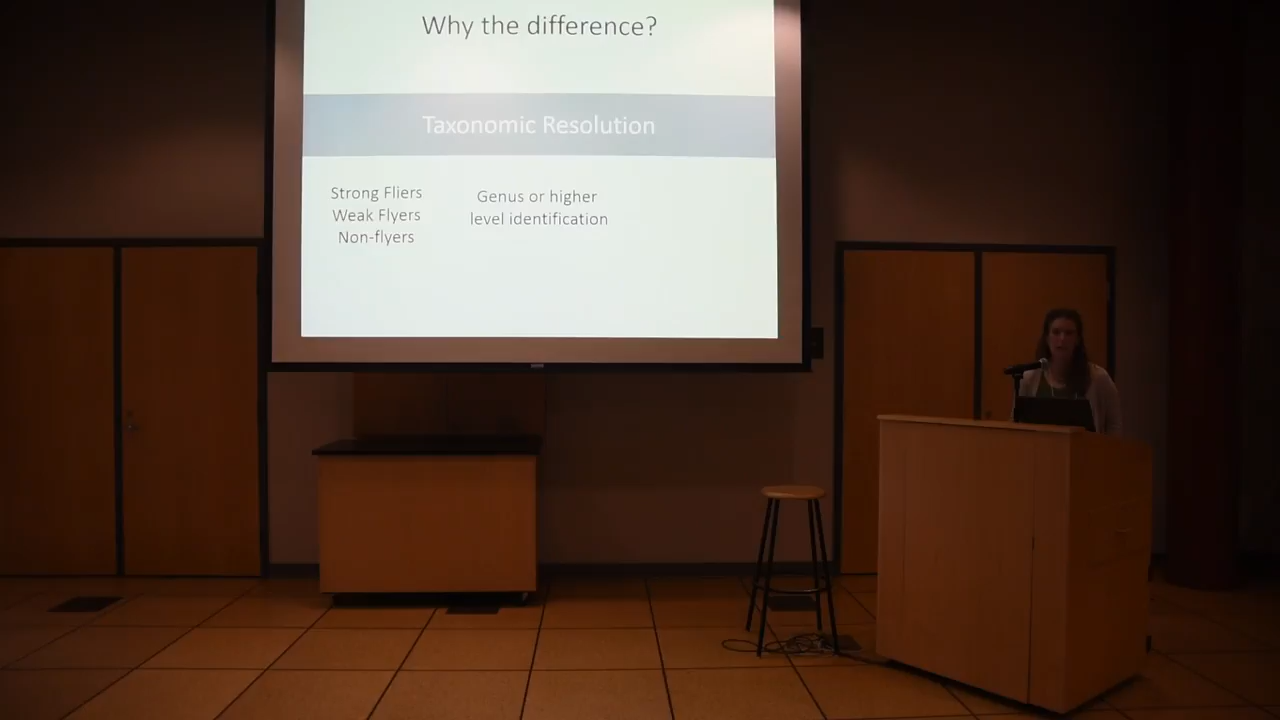 Why the difference?
Taxonomic Resolution
Strong Fliers
Weak Flyers
Non-flyers
Genus or higher
level identification